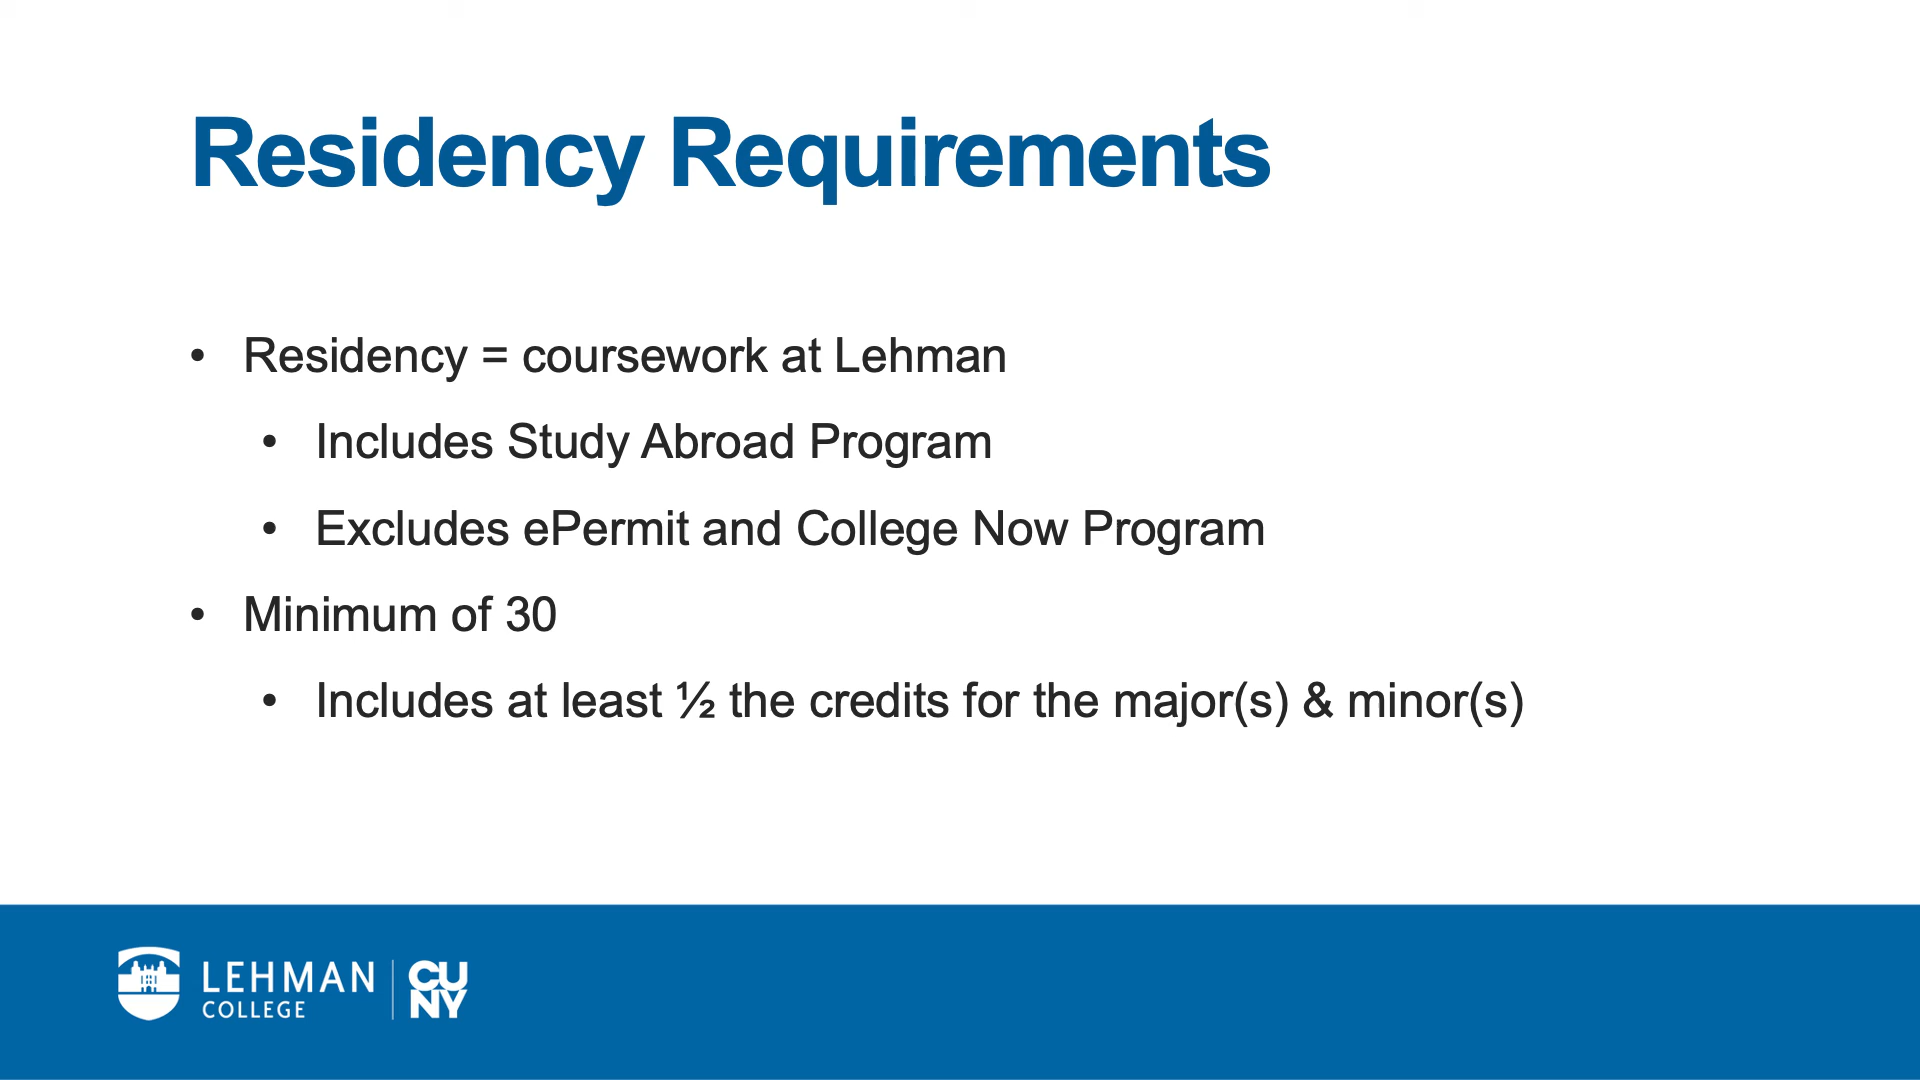 Residency Requirements
• Residency = coursework at Lehman
• Includes Study Abroad Program
• Excludes ePermit and College Now Program
• Minimum of 30
• Includes at least ½ the credits for the major(s) & minor(s)
LEHMAN
COLLEGE
CU
NY